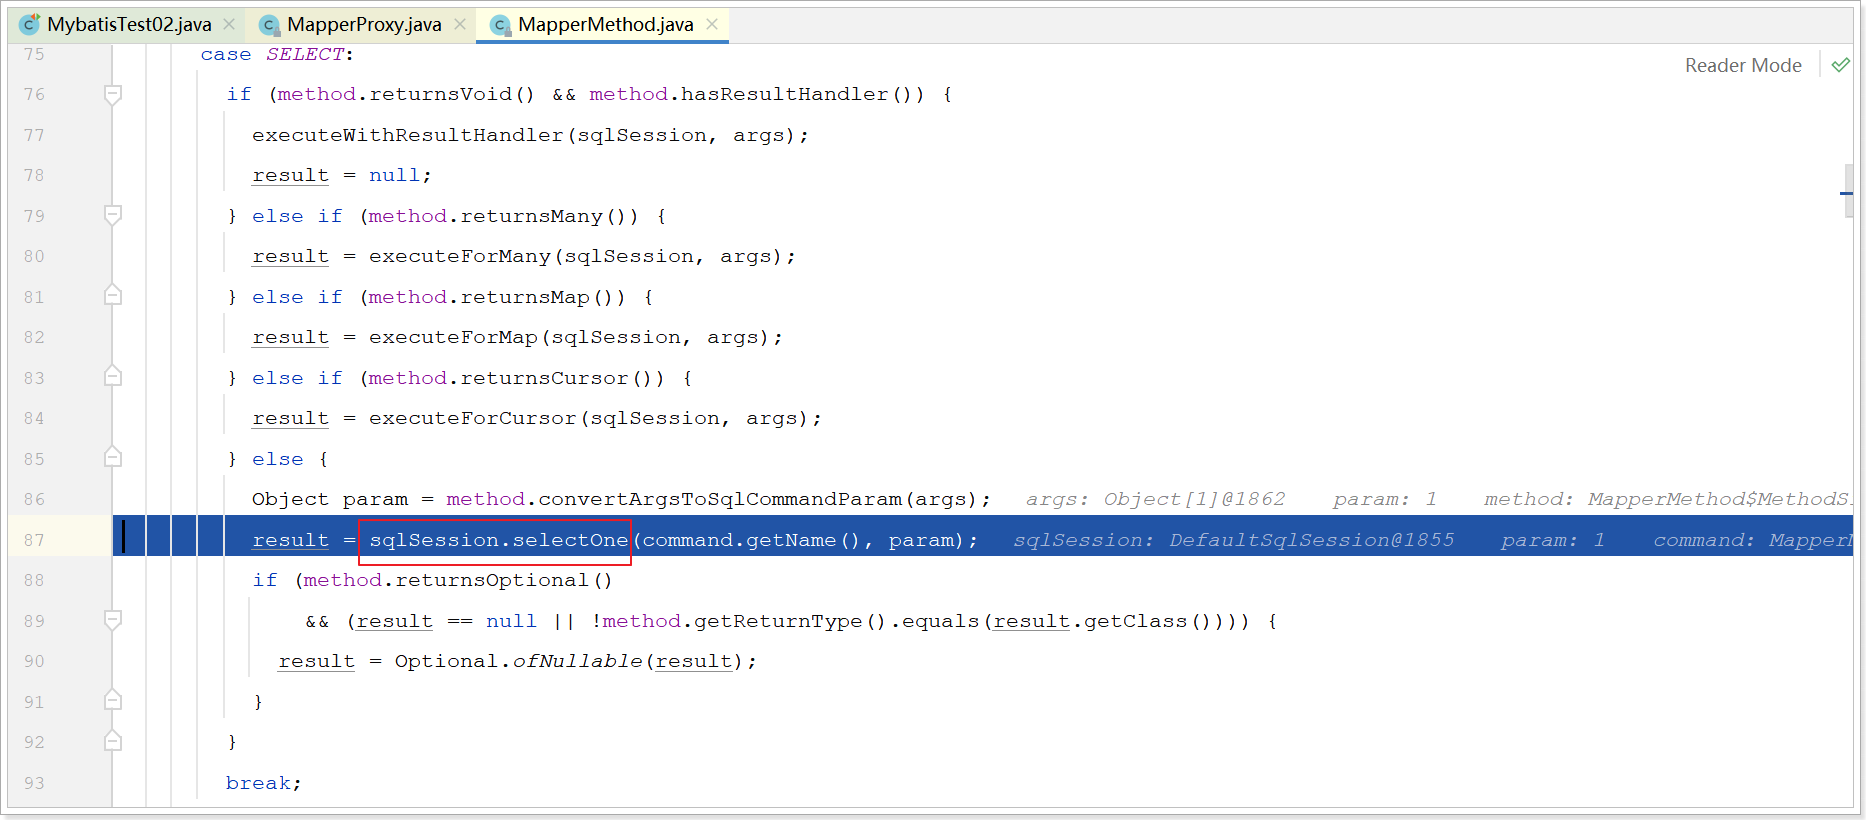 MybatisTest02.java MapperProxy.java MapperMethod.java
Reader Mode
75 case SELECT:
76 if (method.returnsVoid() && method.hasResultHandler()) {
77 executeWithResultHandler(sqlSession, args);
78 result = null;
79 } else if (method.returnsMany()) {
80 result = executeForMany(sqlSession, args);
81 } else if (method.returnsMap()) {
82 result = executeForMap(sqlSession, args);
83 } else if (method.returnsCursor()) {
84 result = executeForCursor(sqlSession, args);
85 } else {
86 Object param = method.convertArgsToSqlCommandParam(args); args: Object[1]@1862 param: 1 method: MapperMethod$MethodS
87 result = sqlSession.selectOne(command.getName(), param); sqlSession: DefaultSqlSession@1855 param: 1 command: Mapper
88 if (method.returnsOptional()
89 && (result == null || !method.getReturnType().equals(result.getClass()))) {
90 result = Optional.ofNullable(result);
91 }
92 }
93 break;